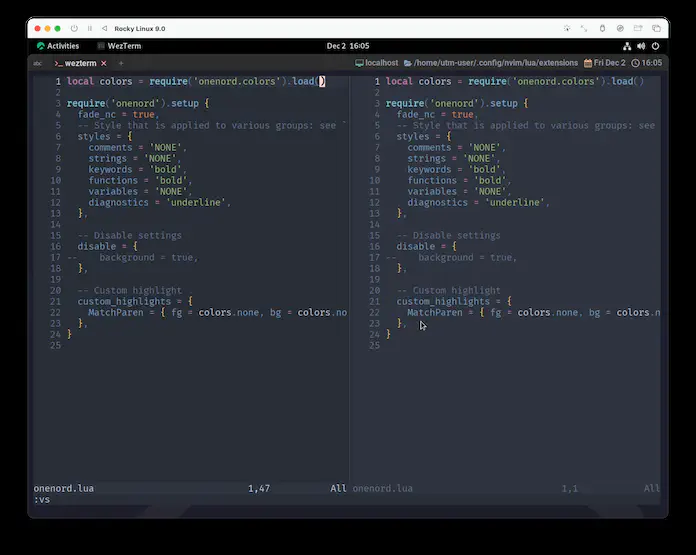 Rocky Linux 9.0
Activities
WezTerm
Dec 2 16:05
abc
wezterm
localhost
/home/utm-user/.config/nvim/lua/extensions
Fri Dec 2
16:05
1 local colors = require('onenord.colors').load()
2
3 require('onenord').setup {
4 fade_nc = true,
5 -- Style that is applied to various groups: see `
6 styles = {
7 comments = 'NONE',
8 strings = 'NONE',
9 keywords = 'bold',
10 functions = 'bold',
11 variables = 'NONE',
12 diagnostics = 'underline',
13 },
14
15 -- Disable settings
16 disable = {
17 -- background = true,
18 },
19
20 -- Custom highlight
21 custom_highlights = {
22 MatchParen = { fg = colors.none, bg = colors.no
23 },
24 }
25
onenord.lua 1,47 All
:vs
1 local colors = require('onenord.colors').load()
2
3 require('onenord').setup {
4 fade_nc = true,
5 -- Style that is applied to various groups: see
6 styles = {
7 comments = 'NONE',
8 strings = 'NONE',
9 keywords = 'bold',
10 functions = 'bold',
11 variables = 'NONE',
12 diagnostics = 'underline',
13 },
14
15 -- Disable settings
16 disable = {
17 -- background = true,
18 },
19
20 -- Custom highlight
21 custom_highlights = {
22 MatchParen = { fg = colors.none, bg = colors.n
23 },
24 }
25
onenord.lua 1,1 All